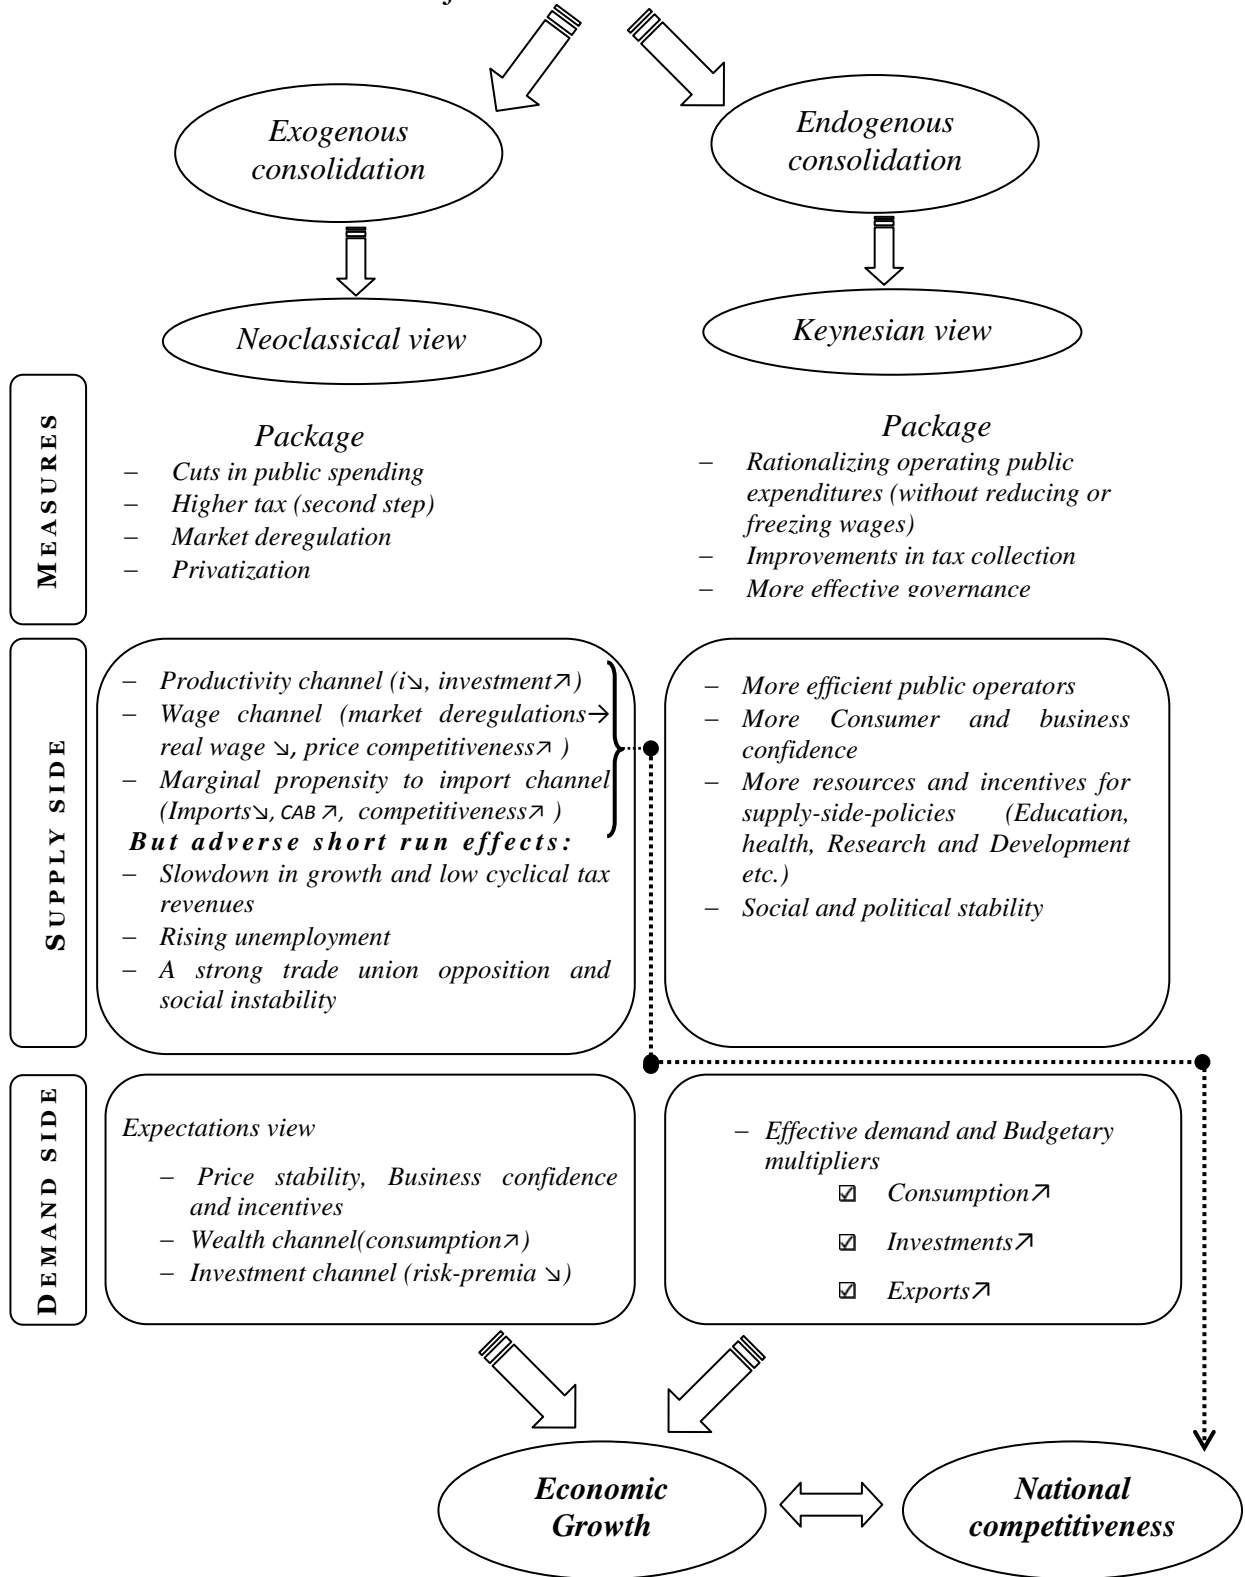 Exogenous
consolidation
Endogenous
consolidation
Neoclassical view
Keynesian view
MEASURES
Package
– Cuts in public spending
– Higher tax (second step)
– Market deregulation
– Privatization
Package
– Rationalizing operating public
expenditures (without reducing or
freezing wages)
– Improvements in tax collection
– More effective governance
SUPPLY SIDE
– Productivity channel (i↘, investment↗)
– Wage channel (market deregulations→
real wage ↘, price competitiveness↗ )
– Marginal propensity to import channel
(Imports↘, CAB ↗, competitiveness↗ )
But adverse short run effects:
– Slowdown in growth and low cyclical tax
revenues
– Rising unemployment
– A strong trade union opposition and
social instability
– More efficient public operators
– More Consumer and business
confidence
– More resources and incentives for
supply-side-policies (Education,
health, Research and Development
etc.)
– Social and political stability
DEMAND SIDE
Expectations view
– Price stability, Business confidence
and incentives
– Wealth channel(consumption↗)
– Investment channel (risk-premia ↘)
– Effective demand and Budgetary
multipliers
☑ Consumption↗
☑ Investments↗
☑ Exports↗
Economic
Growth
National
competitiveness